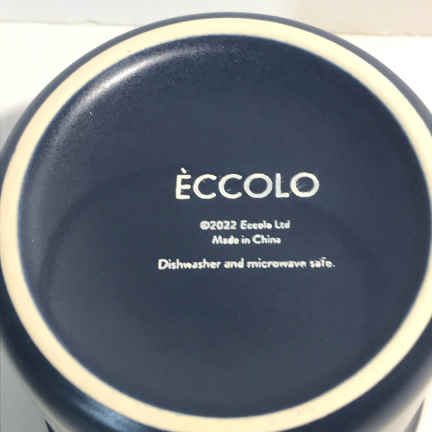 ÈCCOLO
©2022 Eccolo Ltd
Made in China
Dishwasher and microwave safe.